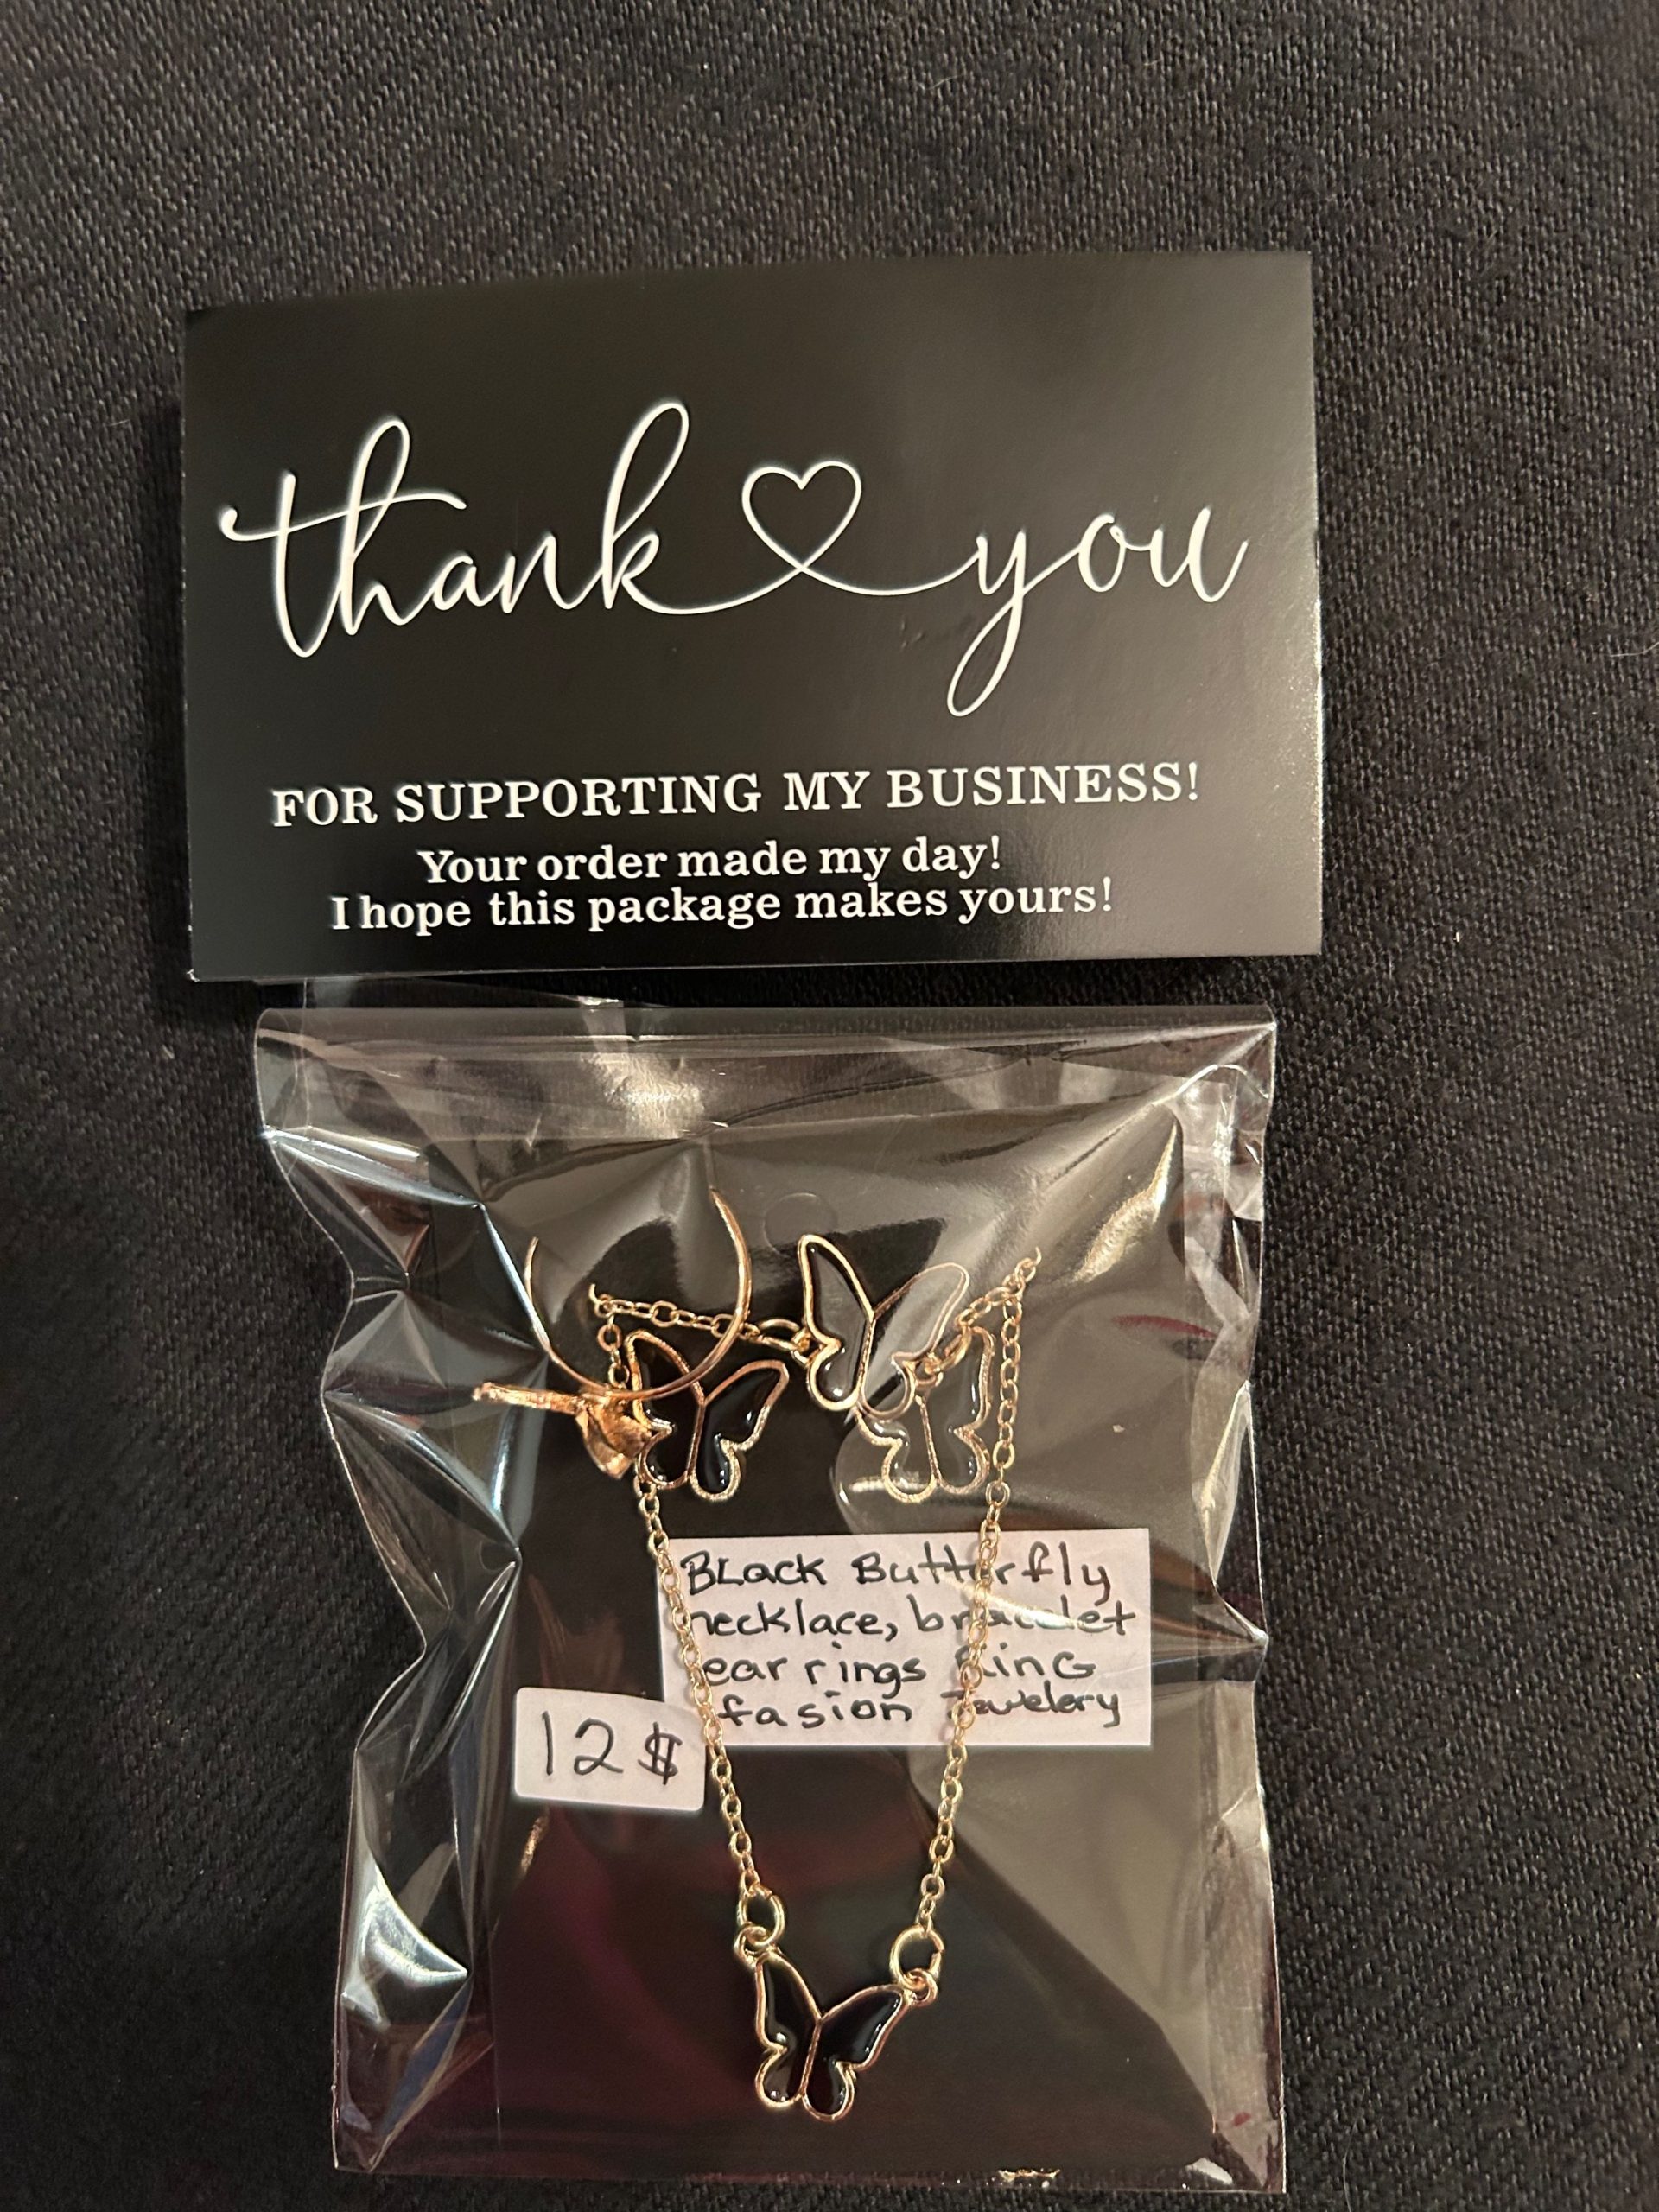 thank you
FOR SUPPORTING MY BUSINESS!
Your order made my day!
I hope this package makes yours!
BLack Butterfly
necklace, bracelet
ear rings RinG
fasion Jewelery
12$